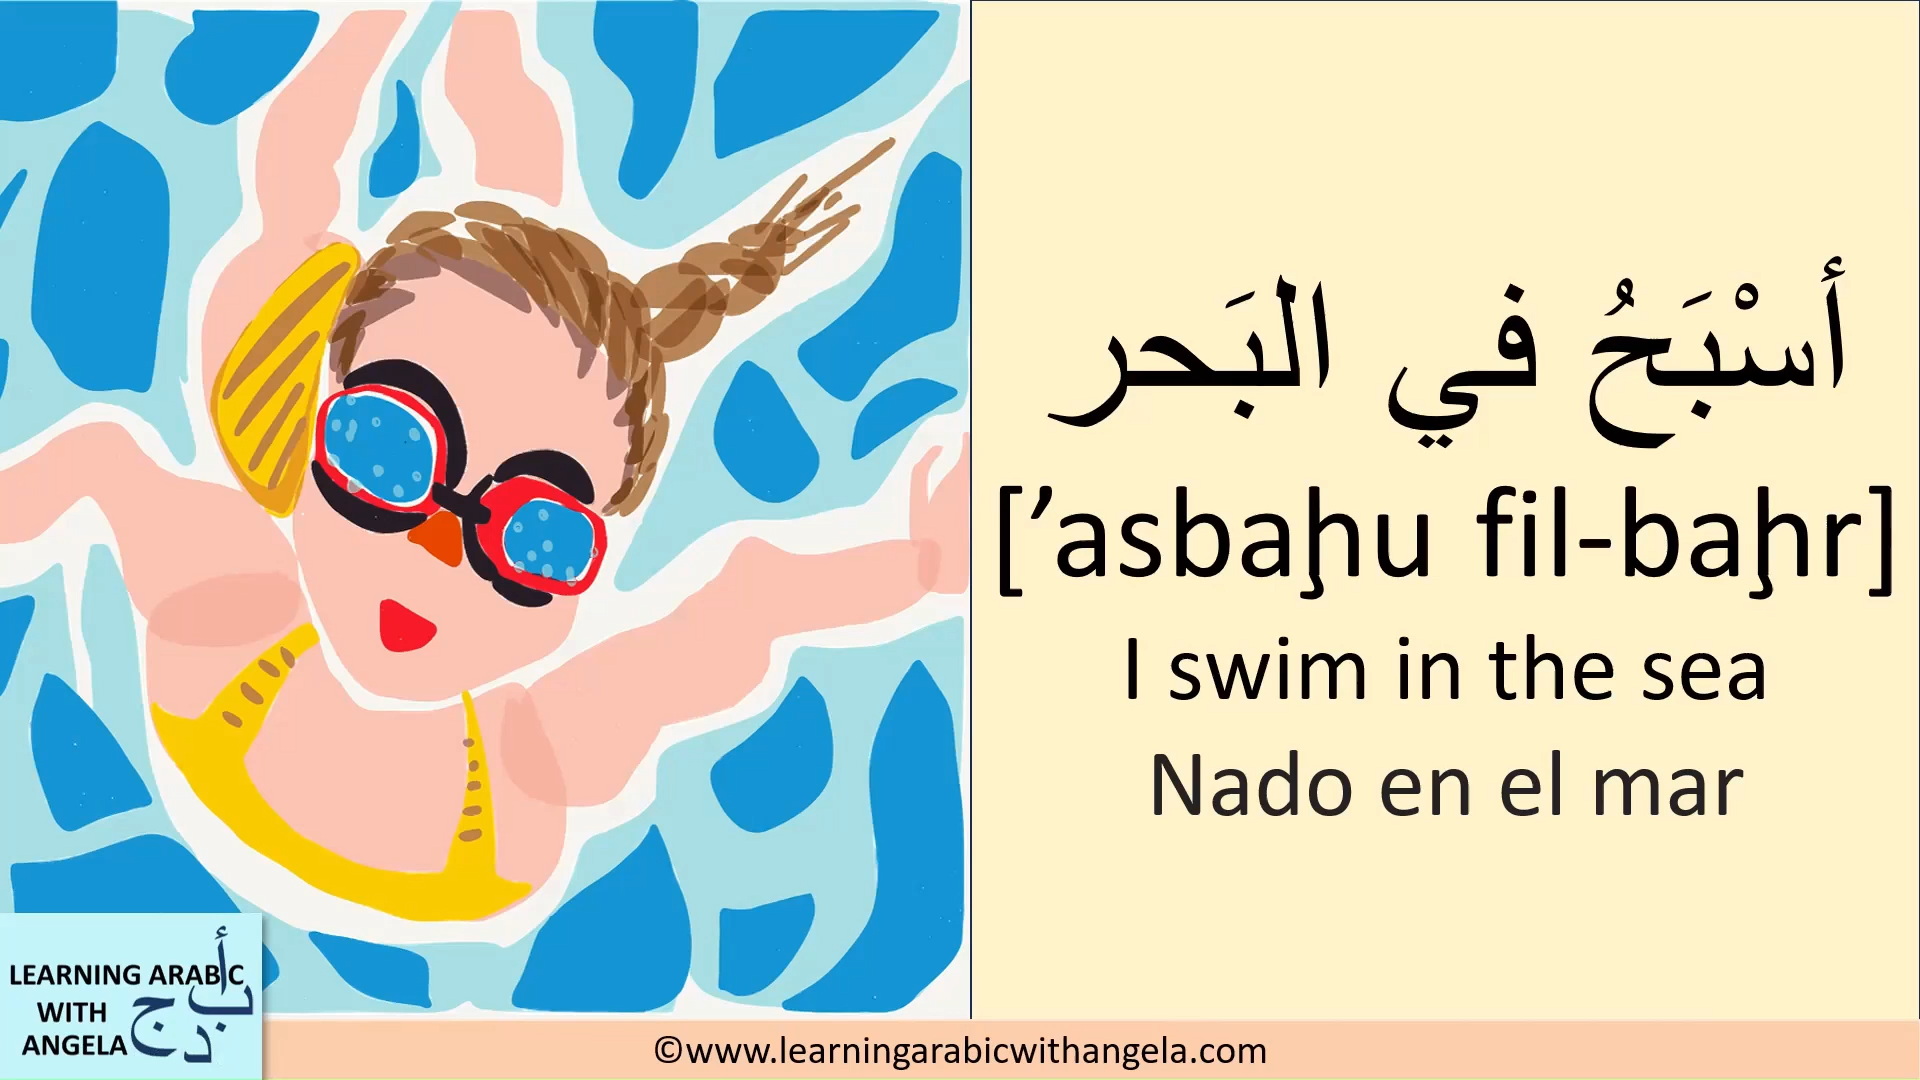 أسْبَحُ في البَحر
[’asbaḩu fil-baḩr]
I swim in the sea
Nado en el mar
LEARNING ARABIC
WITH
ANGELA
أ ب ج د
©www.learningarabicwithangela.com